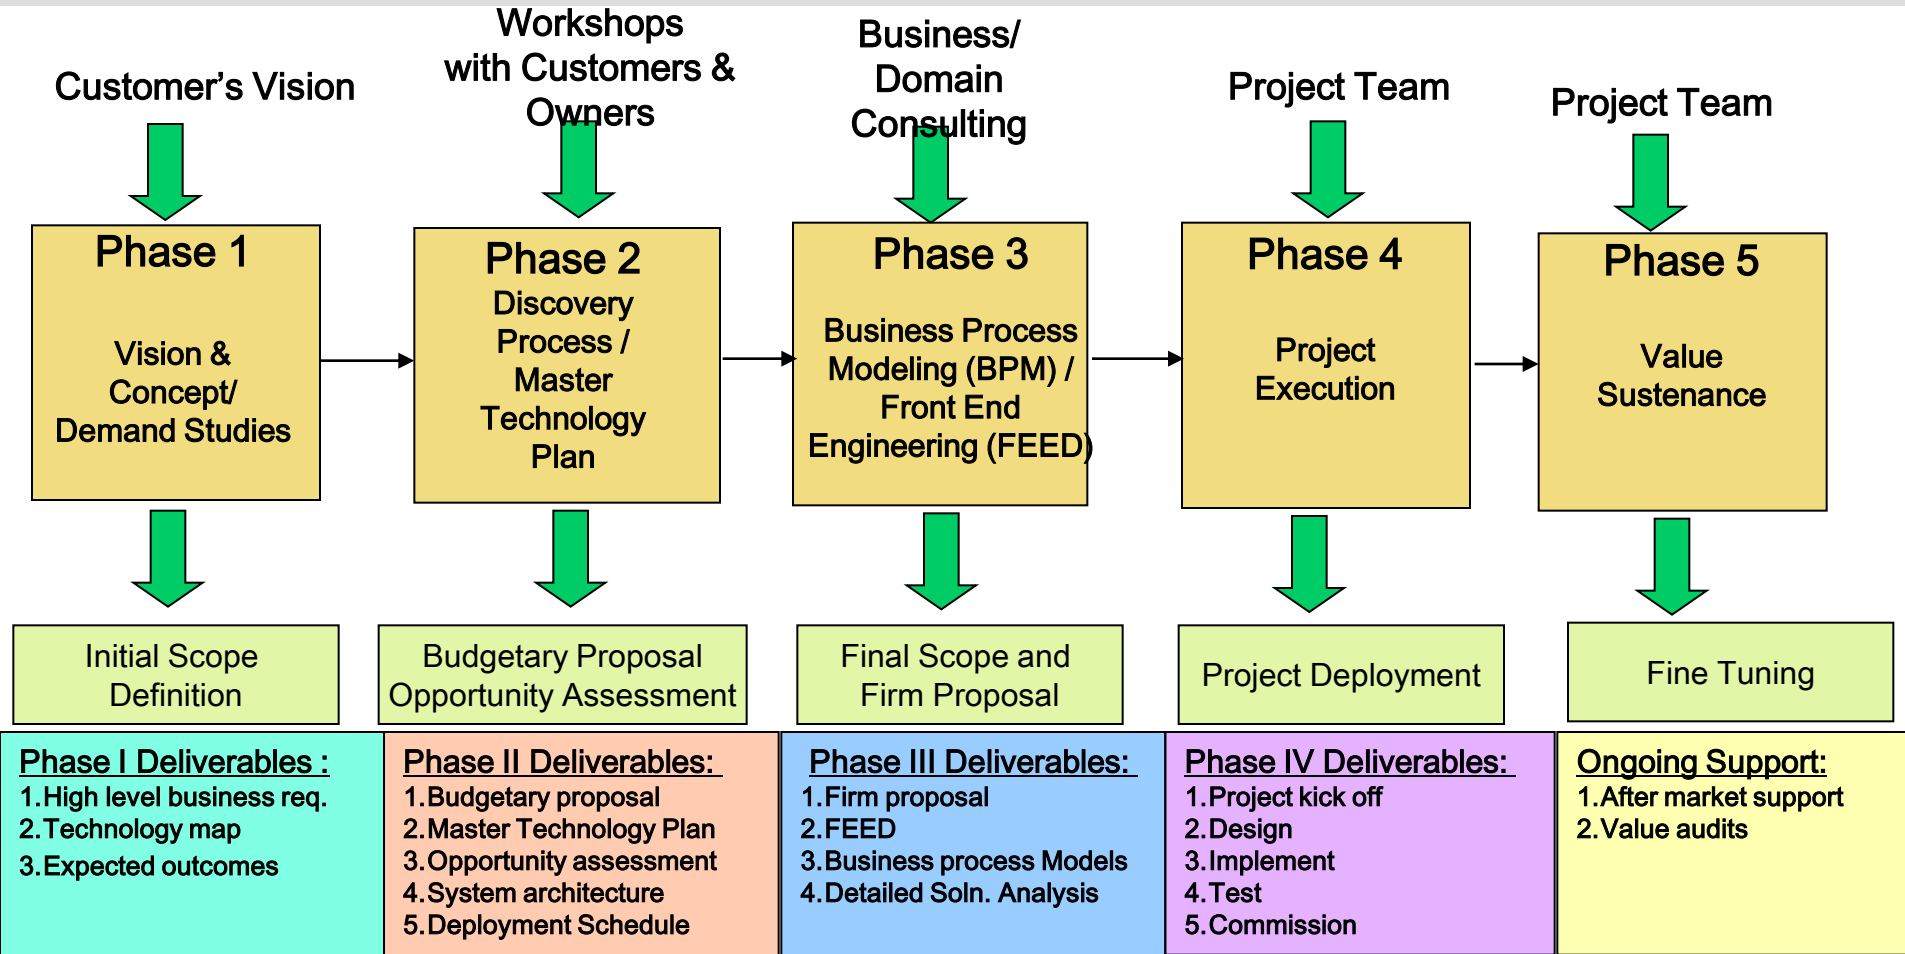 Customer's Vision
Workshops
with Customers &
Owners
Business/
Domain
Consulting
Project Team
Project Team
Phase 1
Vision &
Concept/
Demand Studies
Phase 2
Discovery
Process /
Master
Technology
Plan
Phase 3
Business Process
Modeling (BPM) /
Front End
Engineering (FEED)
Phase 4
Project
Execution
Phase 5
Value
Sustenance
Initial Scope
Definition
Budgetary Proposal
Opportunity Assessment
Final Scope and
Firm Proposal
Project Deployment
Fine Tuning
Phase I Deliverables :
1.High level business req.
2.Technology map
3.Expected outcomes
Phase II Deliverables:
1.Budgetary proposal
2.Master Technology Plan
3.Opportunity assessment
4.System architecture
5.Deployment Schedule
Phase III Deliverables:
1.Firm proposal
2.FEED
3.Business process Models
4.Detailed Soln. Analysis
Phase IV Deliverables:
1.Project kick off
2.Design
3.Implement
4.Test
5.Commission
Ongoing Support:
1.After market support
2.Value audits